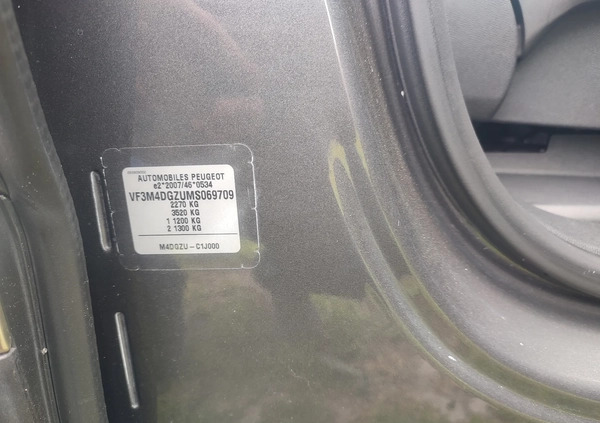 AUTOMOBILES PEUGEOT
e2*2007/46*0534
VF3M4DGZUMS069709
2270 KG
3520 KG
1 1200 KG
2 1300 KG
M4DGZU-C1J000